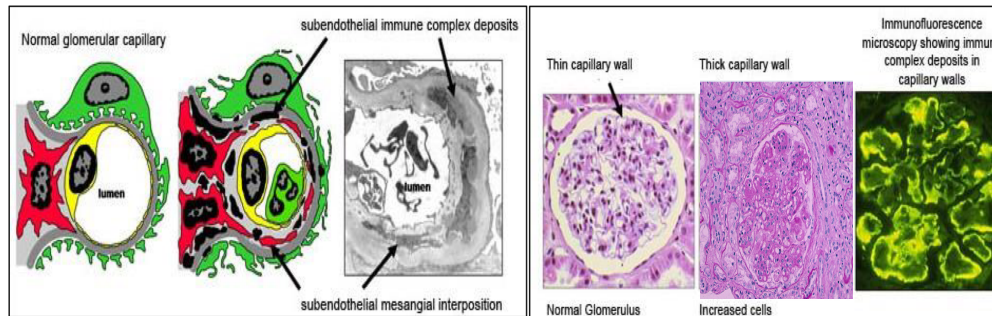 subendothelial immune complex deposits
Normal glomerular capillary
lumen
lumen
subendothelial mesangial interposition
Immunofluorescence
microscopy showing immun
complex deposits in
capillary walls
Thin capillary wall
Thick capillary wall
Normal Glomerulus
Increased cells